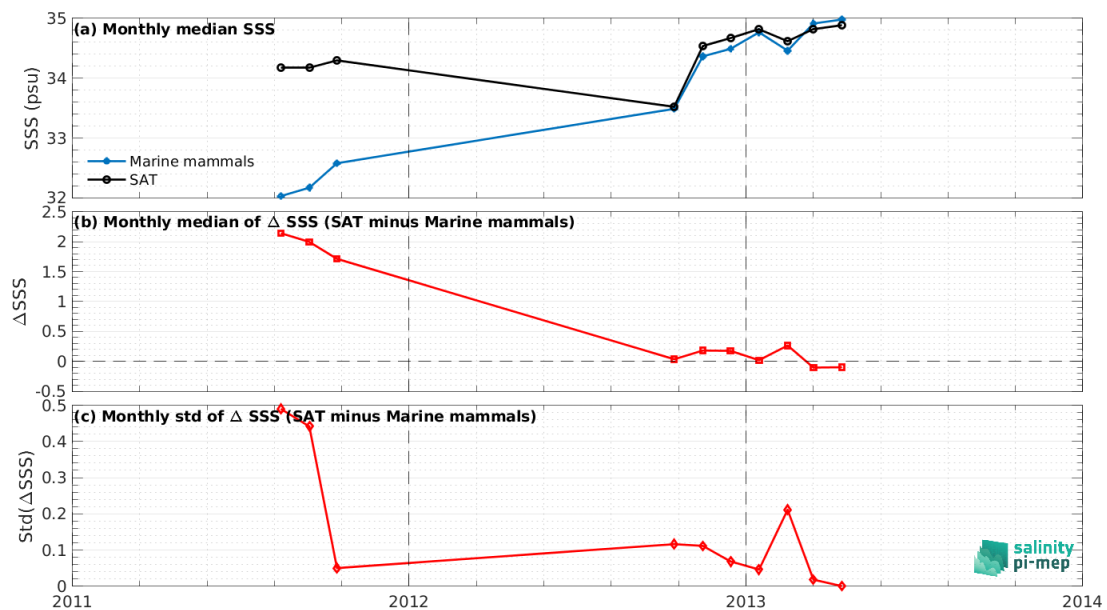 (a) Monthly median SSS
35
34
33
32
SSS (psu)
Marine mammals
SAT
(b) Monthly median of Δ SSS (SAT minus Marine mammals)
2.5
2
1.5
1
0.5
0
-0.5
ΔSSS
(c) Monthly std of Δ SSS (SAT minus Marine mammals)
0.5
0.4
0.3
0.2
0.1
0
Std(ΔSSS)
2011 2012 2013 2014
salinity
pi-mep